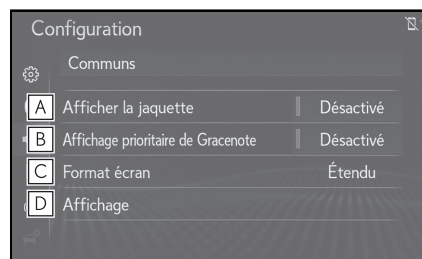 Configuration
Communs
A Afficher la jaquette Désactivé
B Affichage prioritaire de Gracenote Désactivé
C Format écran Étendu
D Affichage